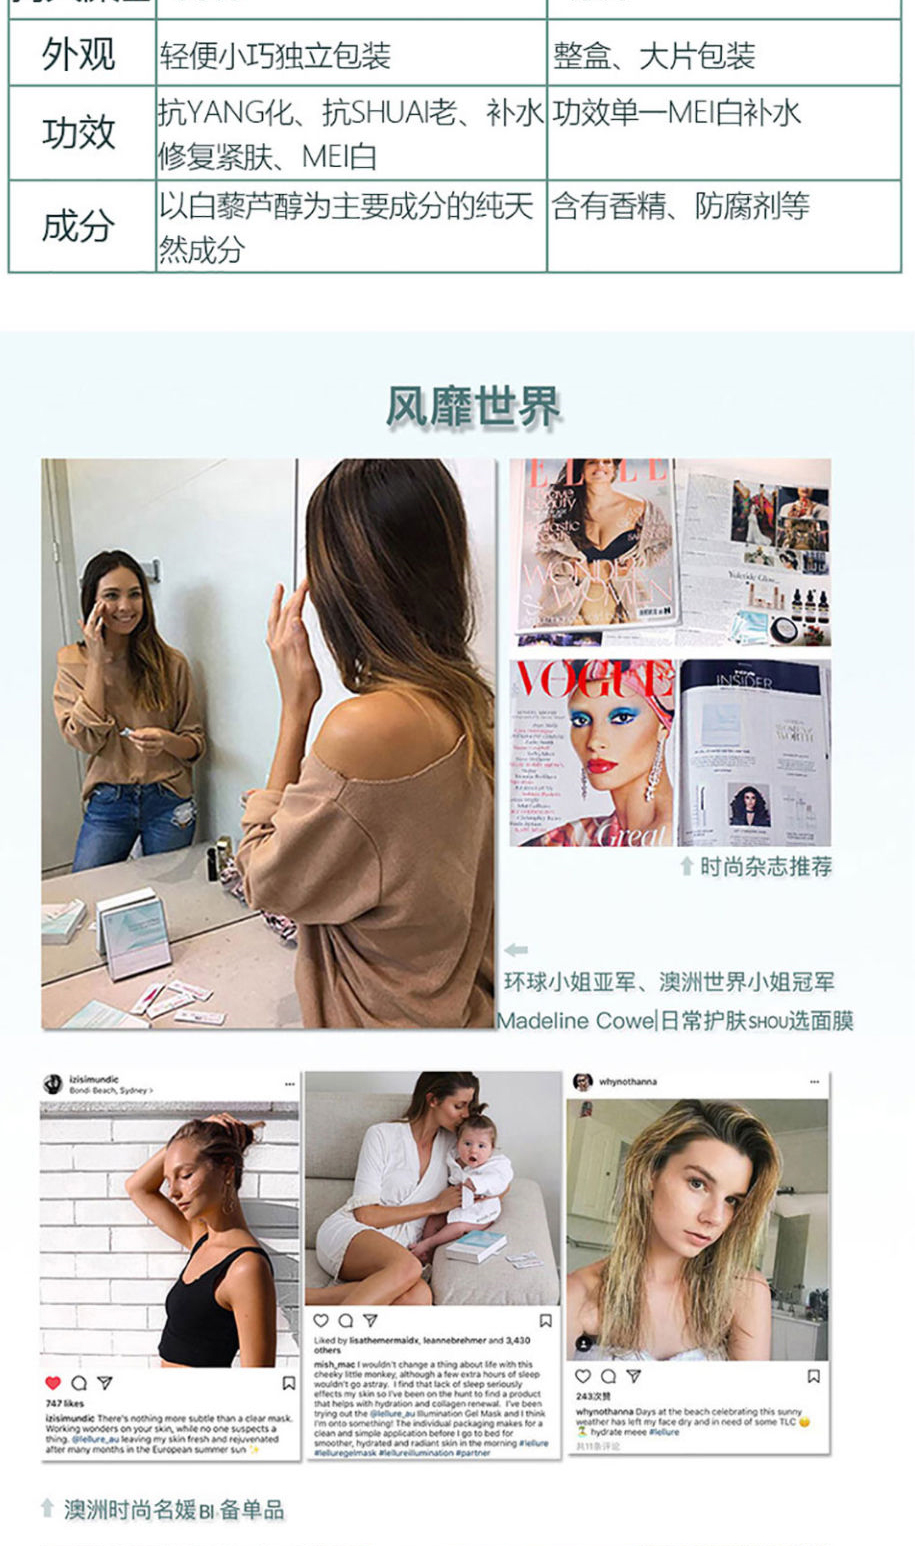 外观
轻便小巧独立包装
整盒、大片包装
功效
抗YANG化、抗SHUAI老、补水
修复紧肤、MEI白
功效单一MEI白补水
成分
以白藜芦醇为主要成分的纯天
然成分
含有香精、防腐剂等
风靡世界
ELLE
WONDER
& WOMEN
Yuletide Glow...
VOGUE
INSIDER
Great
时尚杂志推荐
环球小姐亚军、澳洲世界小姐冠军
Madeline Cowe|日常护肤SHOU选面膜
izisimundic
Bondi Beach, Sydney >
747 likes
izisimundic There's nothing more subtle than a clear mask.
Working wonders on your skin, while no one suspects a
thing. @lellure_au leaving my skin fresh and rejuvenated
after many months in the European summer sun
Liked by lisathemermaidx, leannebrehmer and 3,430
others
mish_mac I wouldn't change a thing about life with this
cheeky little monkey, although a few extra hours of sleep
wouldn't go astray. I find that lack of sleep seriously
effects my skin so I've been on the hunt to find a product
that helps with hydration and collagen renewal. I've been
trying out the @lellure_au Illumination Gel Mask and I think
I'm onto something! The individual packaging makes for a
clean and simple application before I go to bed for
smoother, hydrated and radiant skin in the morning #lellure
#lelluregelmask #lellureillumination #partner
whynothanna
243次赞
whynothanna Days at the beach celebrating this sunny
weather has left my face dry and in need of some TLC
hydrate meee #lellure
共11条评论
澳洲时尚名媛BI·备单品